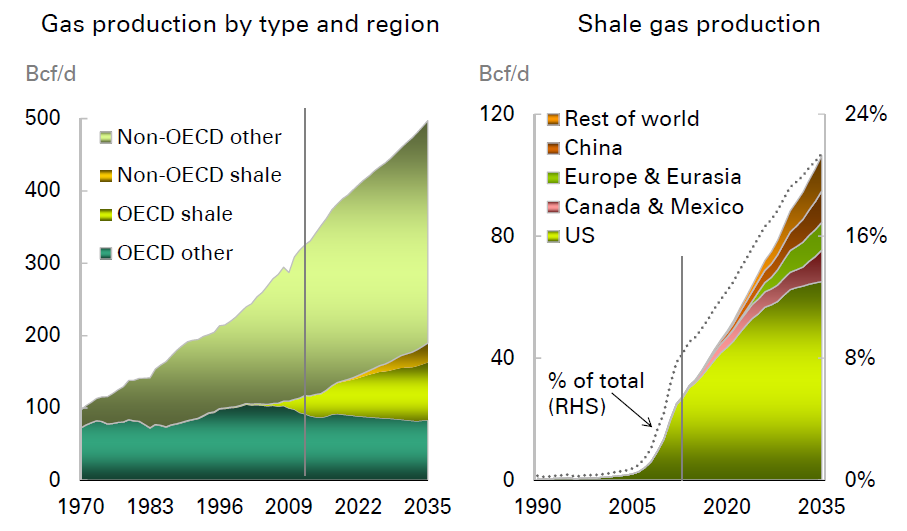 Gas production by type and region
Bcf/d
500
400
300
200
100
0
Non-OECD other
Non-OECD shale
OECD shale
OECD other
1970 1983 1996 2009 2022 2035
Shale gas production
Bcf/d
120
80
40
0
24%
16%
8%
0%
Rest of world
China
Europe & Eurasia
Canada & Mexico
US
% of total
(RHS)
1990 2005 2020 2035